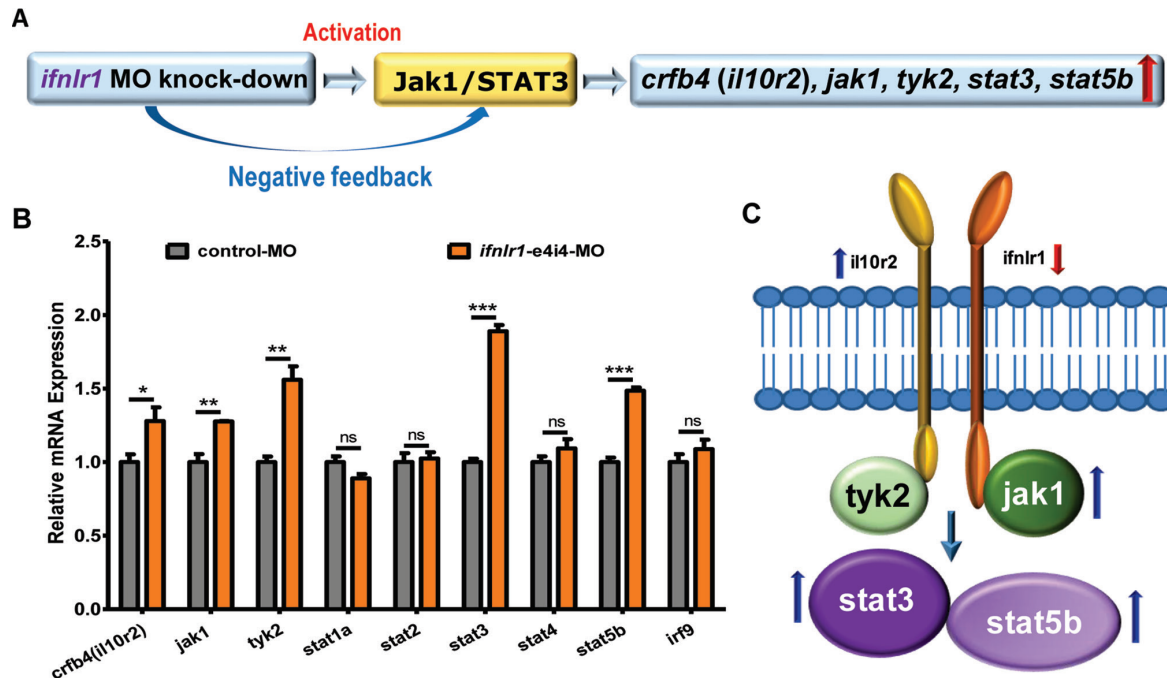 A
Activation
ifnlr1 MO knock-down
Jak1/STAT3
crfb4 (il10r2), jak1, tyk2, stat3, stat5b
Negative feedback
B
control-MO
ifnlr1-e4i4-MO
Relative mRNA Expression
2.5
2.0
1.5
1.0
0.5
0.0
*
**
**
ns
ns
***
ns
***
ns
crfb4(il10r2)
jak1
tyk2
stat1a
stat2
stat3
stat4
stat5b
irf9
C
il10r2
ifnlr1
tyk2
jak1
stat3
stat5b